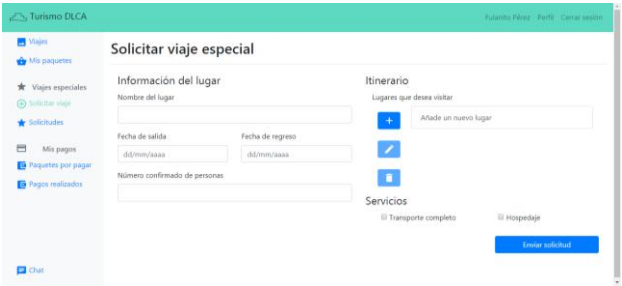 Turismo DLCA
Fulanito Pérez Perfil Cerrar sesión
Viajes
Mis paquetes
Viajes especiales
Solicitar viaje
Solicitudes
Mis pagos
Paquetes por pagar
Pagos realizados
Chat
Solicitar viaje especial
Información del lugar
Nombre del lugar
Fecha de salida Fecha de regreso
dd/mm/aaaa dd/mm/aaaa
Número confirmado de personas
Itinerario
Lugares que desea visitar
Añade un nuevo lugar
Servicios
Transporte completo Hospedaje
Enviar solicitud